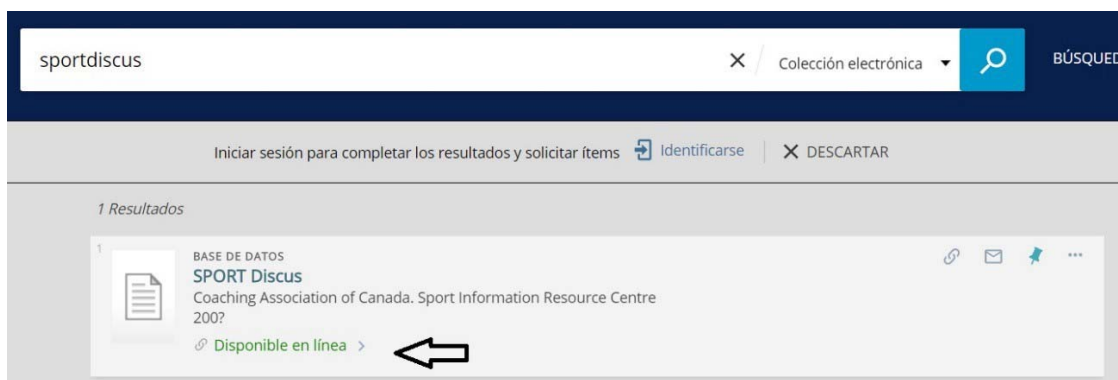 sportdiscus
Colección electrónica
BÚSQUED
Iniciar sesión para completar los resultados y solicitar ítems Identificarse DESCARTAR
1 Resultados
1
BASE DE DATOS
SPORT Discus
Coaching Association of Canada. Sport Information Resource Centre
200?
Disponible en línea